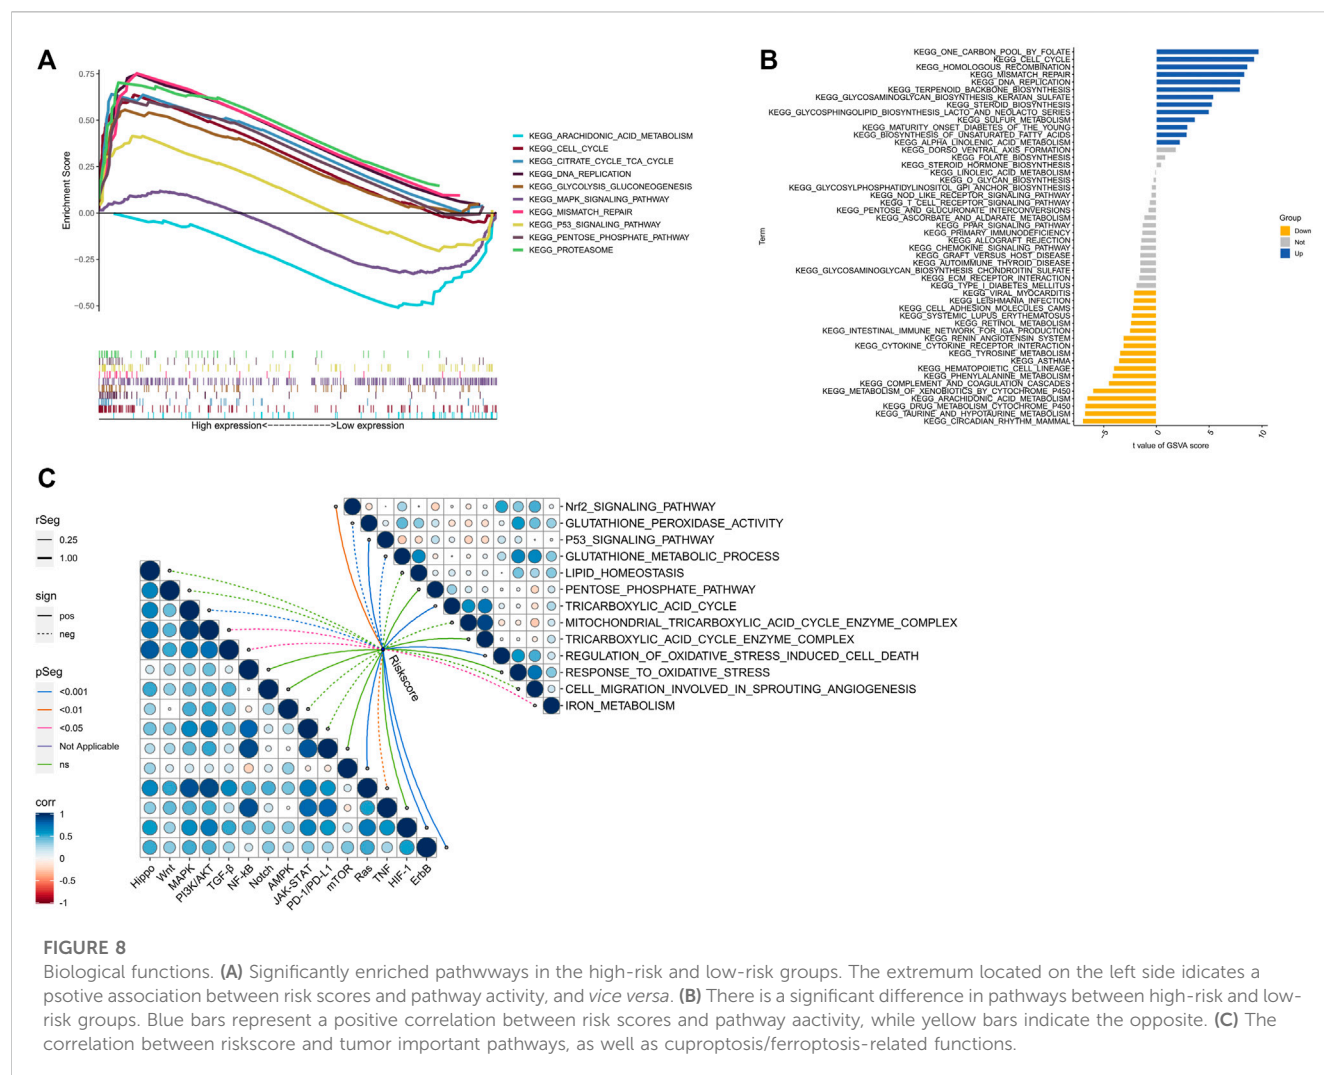 A
0.75
0.50
0.25
0.00
−0.25
−0.50
Enrichment Score
KEGG_ARACHIDONIC_ACID_METABOLISM
KEGG_CELL_CYCLE
KEGG_CITRATE_CYCLE_TCA_CYCLE
KEGG_DNA_REPLICATION
KEGG_GLYCOLYSIS_GLUCONEOGENESIS
KEGG_MAPK_SIGNALING_PATHWAY
KEGG_MISMATCH_REPAIR
KEGG_P53_SIGNALING_PATHWAY
KEGG_PENTOSE_PHOSPHATE_PATHWAY
KEGG_PROTEASOME
High expression<------------>Low expression
B
KEGG_ONE_CARBON_POOL_BY_FOLATE
KEGG_CELL_CYCLE
KEGG_HOMOLOGOUS_RECOMBINATION
KEGG_MISMATCH_REPAIR
KEGG_DNA_REPLICATION
KEGG_TERPENOID_BACKBONE_BIOSYNTHESIS
KEGG_GLYCOSAMINOGLYCAN_BIOSYNTHESIS_KERATAN_SULFATE
KEGG_STEROID_BIOSYNTHESIS
KEGG_GLYCOSPHINGOLIPID_BIOSYNTHESIS_LACTO_AND_NEOLACTO_SERIES
KEGG_SULFUR_METABOLISM
KEGG_MATURITY_ONSET_DIABETES_OF_THE_YOUNG
KEGG_BIOSYNTHESIS_OF_UNSATURATED_FATTY_ACIDS
KEGG_ALPHA_LINOLENIC_ACID_METABOLISM
KEGG_DORSO_VENTRAL_AXIS_FORMATION
KEGG_FOLATE_BIOSYNTHESIS
KEGG_STEROID_HORMONE_BIOSYNTHESIS
KEGG_LINOLEIC_ACID_METABOLISM
KEGG_O_GLYCAN_BIOSYNTHESIS
KEGG_GLYCOSYLPHOSPHATIDYLINOSITOL_GPI_ANCHOR_BIOSYNTHESIS
KEGG_NOD_LIKE_RECEPTOR_SIGNALING_PATHWAY
KEGG_T_CELL_RECEPTOR_SIGNALING_PATHWAY
KEGG_PENTOSE_AND_GLUCURONATE_INTERCONVERSIONS
KEGG_ASCORBATE_AND_ALDARATE_METABOLISM
KEGG_PPAR_SIGNALING_PATHWAY
KEGG_PRIMARY_IMMUNODEFICIENCY
KEGG_ALLOGRAFT_REJECTION
KEGG_CHEMOKINE_SIGNALING_PATHWAY
KEGG_GRAFT_VERSUS_HOST_DISEASE
KEGG_AUTOIMMUNE_THYROID_DISEASE
KEGG_GLYCOSAMINOGLYCAN_BIOSYNTHESIS_CHONDROITIN_SULFATE
KEGG_ECM_RECEPTOR_INTERACTION
KEGG_TYPE_I_DIABETES_MELLITUS
KEGG_VIRAL_MYOCARDITIS
KEGG_LEISHMANIA_INFECTION
KEGG_CELL_ADHESION_MOLECULES_CAMS
KEGG_SYSTEMIC_LUPUS_ERYTHEMATOSUS
KEGG_RETINOL_METABOLISM
KEGG_INTESTINAL_IMMUNE_NETWORK_FOR_IGA_PRODUCTION
KEGG_RENIN_ANGIOTENSIN_SYSTEM
KEGG_CYTOKINE_CYTOKINE_RECEPTOR_INTERACTION
KEGG_TYROSINE_METABOLISM
KEGG_ASTHMA
KEGG_HEMATOPOIETIC_CELL_LINEAGE
KEGG_PHENYLALANINE_METABOLISM
KEGG_COMPLEMENT_AND_COAGULATION_CASCADES
KEGG_METABOLISM_OF_XENOBIOTICS_BY_CYTOCHROME_P450
KEGG_ARACHIDONIC_ACID_METABOLISM
KEGG_DRUG_METABOLISM_CYTOCHROME_P450
KEGG_TAURINE_AND_HYPOTAURINE_METABOLISM
KEGG_CIRCADIAN_RHYTHM_MAMMAL
Term
−5
0
5
10
t value of GSVA score
Group
Down
Not
Up
C
rSeg
0.25
1.00
sign
pos
neg
pSeg
<0.001
<0.01
<0.05
Not Applicable
ns
corr
1
0.5
0
-0.5
-1
Nrf2_SIGNALING_PATHWAY
GLUTATHIONE_PEROXIDASE_ACTIVITY
P53_SIGNALING_PATHWAY
GLUTATHIONE_METABOLIC_PROCESS
LIPID_HOMEOSTASIS
PENTOSE_PHOSPHATE_PATHWAY
TRICARBOXYLIC_ACID_CYCLE
MITOCHONDRIAL_TRICARBOXYLIC_ACID_CYCLE_ENZYME_COMPLEX
TRICARBOXYLIC_ACID_CYCLE_ENZYME_COMPLEX
REGULATION_OF_OXIDATIVE_STRESS_INDUCED_CELL_DEATH
RESPONSE_TO_OXIDATIVE_STRESS
CELL_MIGRATION_INVOLVED_IN_SPROUTING_ANGIOGENESIS
IRON_METABOLISM
Riskscore
Hippo
Wnt
MAPK
PI3K/AKT
TGF-β
NF-kB
Notch
AMPK
JAK-STAT
PD-1/PD-L1
mTOR
Ras
TNF
HIF-1
ErbB
FIGURE 8
Biological functions. (A) Significantly enriched pathwways in the high-risk and low-risk groups. The extremum located on the left side idicates a
psotive association between risk scores and pathway activity, and vice versa. (B) There is a significant difference in pathways between high-risk and low-
risk groups. Blue bars represent a positive correlation between risk scores and pathway aactivity, while yellow bars indicate the opposite. (C) The
correlation between riskscore and tumor important pathways, as well as cuproptosis/ferroptosis-related functions.